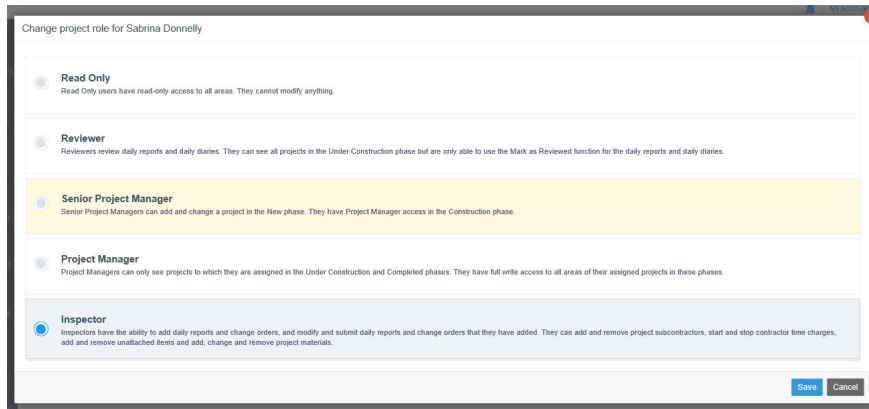 MY ACCOUN
Change project role for Sabrina Donnelly
Read Only
Read Only users have read-only access to all areas. They cannot modify anything.
Reviewer
Reviewers review daily reports and daily diaries. They can see all projects in the Under Construction phase but are only able to use the Mark as Reviewed function for the daily reports and daily diaries.
Senior Project Manager
Senior Project Managers can add and change a project in the New phase. They have Project Manager access in the Construction phase.
Project Manager
Project Managers can only see projects to which they are assigned in the Under Construction and Completed phases. They have full write access to all areas of their assigned projects in these phases.
Inspector
Inspectors have the ability to add daily reports and change orders, and modify and submit daily reports and change orders that they have added. They can add and remove project subcontractors, start and stop contractor time charges,
add and remove unattached items and add, change and remove project materials.
Save Cancel